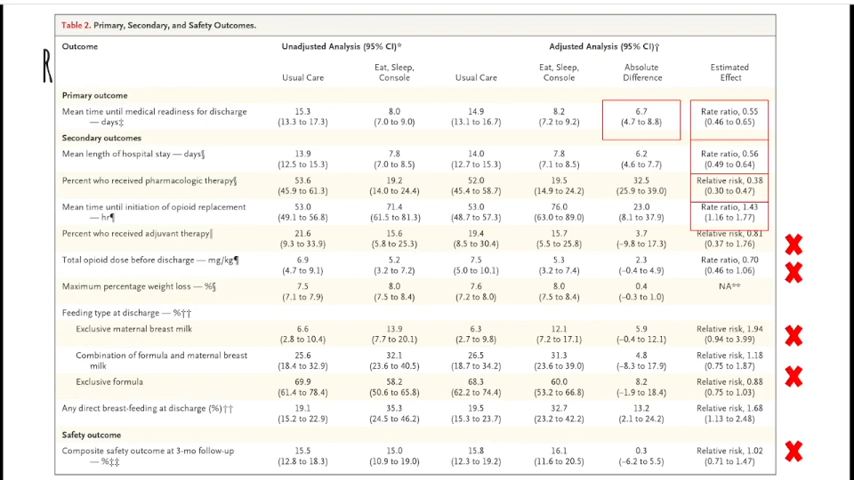 R
Table 2. Primary, Secondary, and Safety Outcomes.
Outcome Unadjusted Analysis (95% CI)* Adjusted Analysis (95% CI)†
Usual Care Eat, Sleep, Console Usual Care Eat, Sleep, Console Absolute Difference Estimated Effect
Primary outcome
Mean time until medical readiness for discharge 15.3 8.0 14.9 8.2 6.7 Rate ratio, 0.55
— days‡ (13.3 to 17.3) (7.0 to 9.0) (13.1 to 16.7) (7.2 to 9.2) (4.7 to 8.8) (0.46 to 0.65)
Secondary outcomes
Mean length of hospital stay — days§ 13.9 7.8 14.0 7.8 6.2 Rate ratio, 0.56
(12.5 to 15.3) (7.0 to 8.5) (12.7 to 15.3) (7.1 to 8.5) (4.6 to 7.7) (0.49 to 0.64)
Percent who received pharmacologic therapy§ 53.6 19.2 52.0 19.5 32.5 Relative risk, 0.38
(45.9 to 61.3) (14.0 to 24.4) (45.4 to 58.7) (14.9 to 24.2) (25.9 to 39.0) (0.30 to 0.47)
Mean time until initiation of opioid replacement 53.0 71.4 53.0 76.0 23.0 Rate ratio, 1.43
— hr¶ (49.1 to 56.8) (61.5 to 81.3) (48.7 to 57.3) (63.0 to 89.0) (8.1 to 37.9) (1.16 to 1.77)
Percent who received adjuvant therapy‖ 21.6 15.6 19.4 15.7 3.7 Relative risk, 0.81
(9.3 to 33.9) (5.8 to 25.3) (8.5 to 30.4) (5.5 to 25.8) (−9.8 to 17.3) (0.37 to 1.76)
Total opioid dose before discharge — mg/kg¶ 6.9 5.2 7.5 5.3 2.3 Rate ratio, 0.70
(4.7 to 9.1) (3.2 to 7.2) (5.0 to 10.1) (3.2 to 7.4) (−0.4 to 4.9) (0.46 to 1.06)
Maximum percentage weight loss — %§ 7.5 8.0 7.6 8.0 0.4 NA**
(7.1 to 7.9) (7.5 to 8.4) (7.2 to 8.0) (7.5 to 8.4) (−0.3 to 1.0)
Feeding type at discharge — %††
Exclusive maternal breast milk 6.6 13.9 6.3 12.1 5.9 Relative risk, 1.94
(2.8 to 10.4) (7.7 to 20.1) (2.7 to 9.8) (7.2 to 17.1) (−0.4 to 12.1) (0.94 to 3.99)
Combination of formula and maternal breast 25.6 32.1 26.5 31.3 4.8 Relative risk, 1.18
milk (18.4 to 32.9) (23.6 to 40.5) (18.7 to 34.2) (23.6 to 39.0) (−8.3 to 17.9) (0.75 to 1.87)
Exclusive formula 69.9 58.2 68.3 60.0 8.2 Relative risk, 0.88
(61.4 to 78.4) (50.6 to 65.8) (62.2 to 74.4) (53.2 to 66.8) (−1.9 to 18.4) (0.75 to 1.03)
Any direct breast-feeding at discharge (%)†† 19.1 35.3 19.5 32.7 13.2 Relative risk, 1.68
(15.2 to 22.9) (24.5 to 46.2) (15.3 to 23.7) (23.2 to 42.2) (2.1 to 24.2) (1.13 to 2.48)
Safety outcome
Composite safety outcome at 3-mo follow-up 15.5 15.0 15.8 16.1 0.3 Relative risk, 1.02
— %‡‡ (12.8 to 18.3) (10.9 to 19.0) (12.3 to 19.2) (11.6 to 20.5) (−6.2 to 5.5) (0.71 to 1.47)